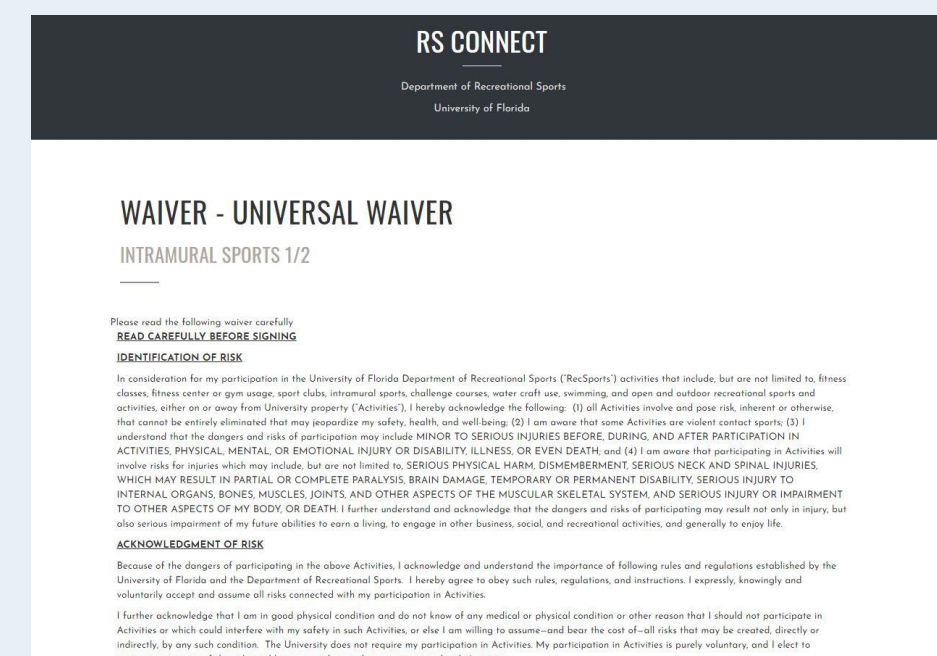 RS CONNECT
Department of Recreational Sports
University of Florida
WAIVER - UNIVERSAL WAIVER
INTRAMURAL SPORTS 1/2
Please read the following waiver carefully
READ CAREFULLY BEFORE SIGNING
IDENTIFICATION OF RISK
In consideration for my participation in the University of Florida Department of Recreational Sports ("RecSports") activities that include, but are not limited to, fitness
classes, fitness center or gym usage, sport clubs, intramural sports, challenge courses, water craft use, swimming, and open and outdoor recreational sports and
activities, either on or away from University property ("Activities"), I hereby acknowledge the following:  (1) all Activities involve and pose risk, inherent or otherwise,
that cannot be entirely eliminated that may jeopardize my safety, health, and well-being; (2) I am aware that some Activities are violent contact sports; (3) I
understand that the dangers and risks of participation may include MINOR TO SERIOUS INJURIES BEFORE, DURING, AND AFTER PARTICIPATION IN
ACTIVITIES, PHYSICAL, MENTAL, OR EMOTIONAL INJURY OR DISABILITY, ILLNESS, OR EVEN DEATH; and (4) I am aware that participating in Activities will
involve risks for injuries which may include, but are not limited to, SERIOUS PHYSICAL HARM, DISMEMBERMENT, SERIOUS NECK AND SPINAL INJURIES,
WHICH MAY RESULT IN PARTIAL OR COMPLETE PARALYSIS, BRAIN DAMAGE, TEMPORARY OR PERMANENT DISABILITY, SERIOUS INJURY TO
INTERNAL ORGANS, BONES, MUSCLES, JOINTS, AND OTHER ASPECTS OF THE MUSCULAR SKELETAL SYSTEM, AND SERIOUS INJURY OR IMPAIRMENT
TO OTHER ASPECTS OF MY BODY, OR DEATH. I further understand and acknowledge that the dangers and risks of participating may result not only in injury, but
also serious impairment of my future abilities to earn a living, to engage in other business, social, and recreational activities, and generally to enjoy life.
ACKNOWLEDGMENT OF RISK
Because of the dangers of participating in the above Activities, I acknowledge and understand the importance of following rules and regulations established by the
University of Florida and the Department of Recreational Sports.  I hereby agree to obey such rules, regulations, and instructions. I expressly, knowingly and
voluntarily accept and assume all risks connected with my participation in Activities.
I further acknowledge that I am in good physical condition and do not know of any medical or physical condition or other reason that I should not participate in
Activities or which could interfere with my safety in such Activities, or else I am willing to assume—and bear the cost of—all risks that may be created, directly or
indirectly, by any such condition.  The University does not require my participation in Activities. My participation in Activities is purely voluntary, and I elect to